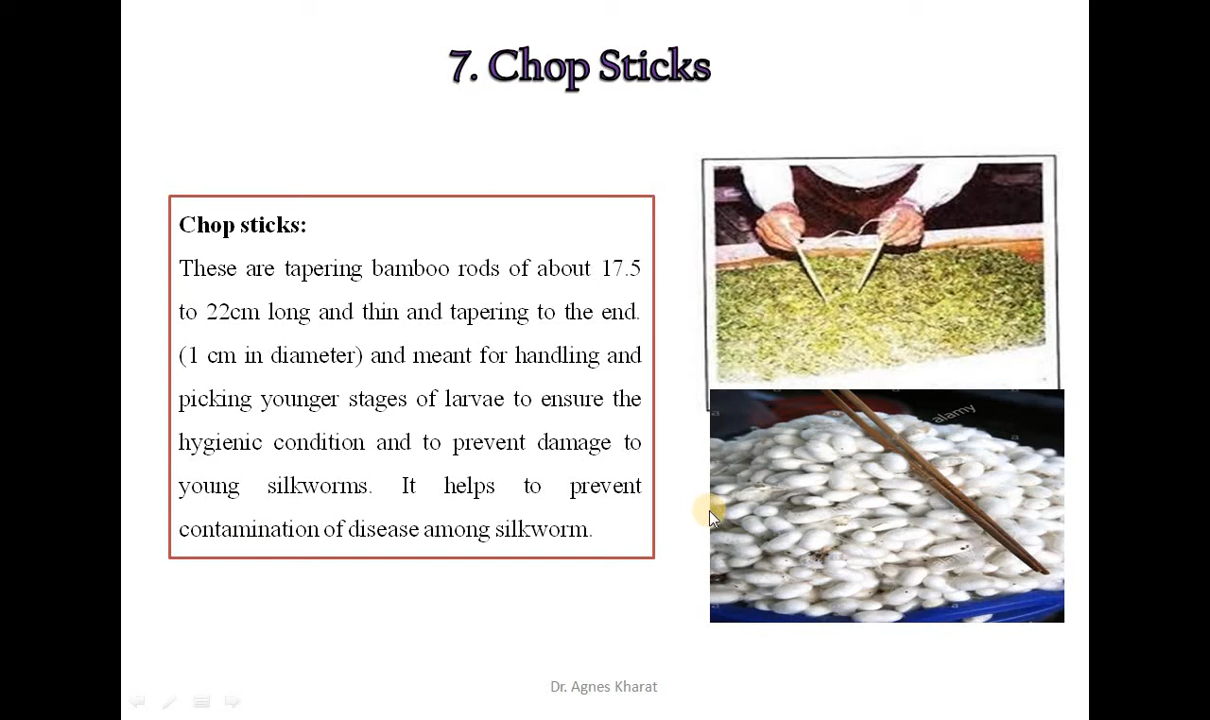 7. Chop Sticks
Chop sticks:
These are tapering bamboo rods of about 17.5
to 22cm long and thin and tapering to the end.
(1 cm in diameter) and meant for handling and
picking younger stages of larvae to ensure the
hygienic condition and to prevent damage to
young silkworms. It helps to prevent
contamination of disease among silkworm.
alamy
Dr. Agnes Kharat